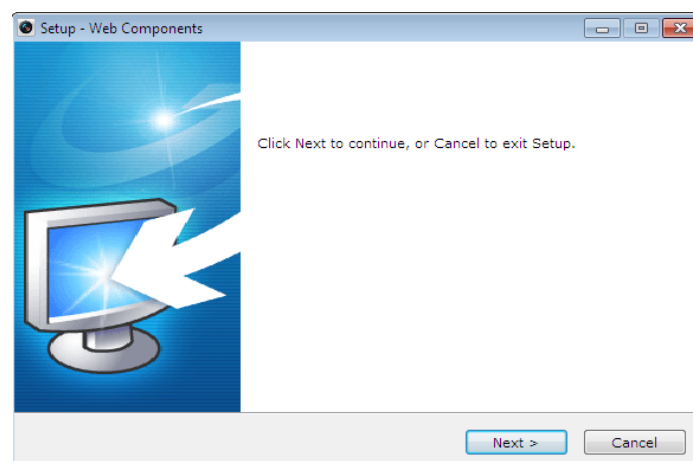 Setup - Web Components
Click Next to continue, or Cancel to exit Setup.
Next >
Cancel